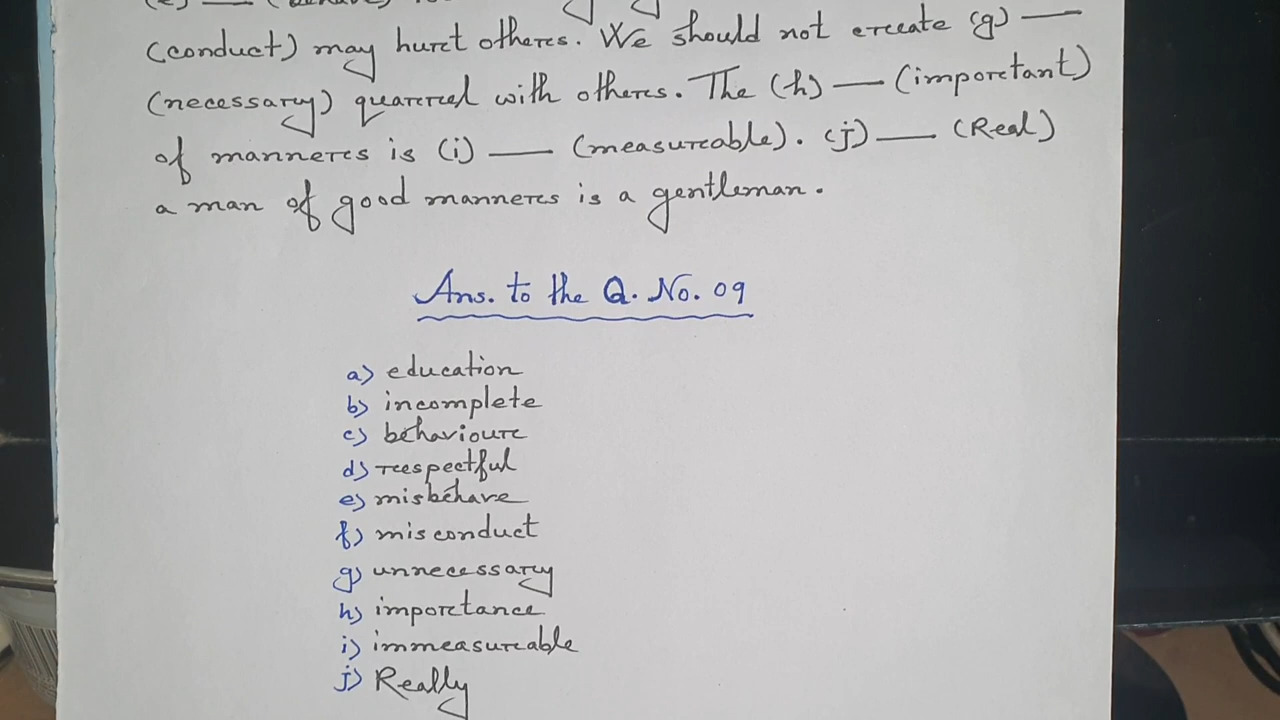 (conduct) may hurt others. We should not create (g) —
(necessary) quarrel with others. The (h) — (important)
of manners is (i) — (measurable). (j) — (Real)
a man of good manners is a gentleman.
Ans. to the Q. No. 09
a) education
b) incomplete
c) behaviour
d) respectful
e) misbehave
f) misconduct
g) unnecessary
h) importance
i) immeasurable
j) Really